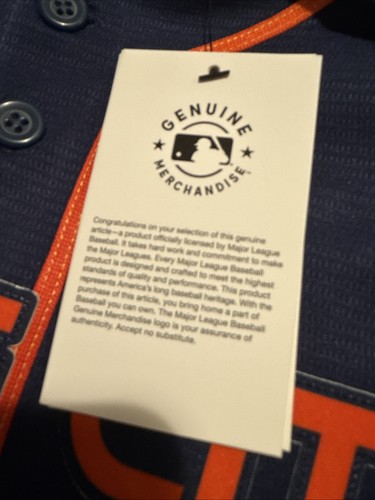 GENUINE
MERCHANDISE™
Congratulations on your selection of this genuine
article—a product officially licensed by Major League
Baseball. It takes hard work and commitment to make
the Major Leagues. Every Major League Baseball
product is designed and crafted to meet the highest
standards of quality and performance. This product
represents America's long baseball heritage. With the
purchase of this article, you bring home a part of
Baseball you can own. The Major League Baseball
Genuine Merchandise logo is your assurance of
authenticity. Accept no substitute.